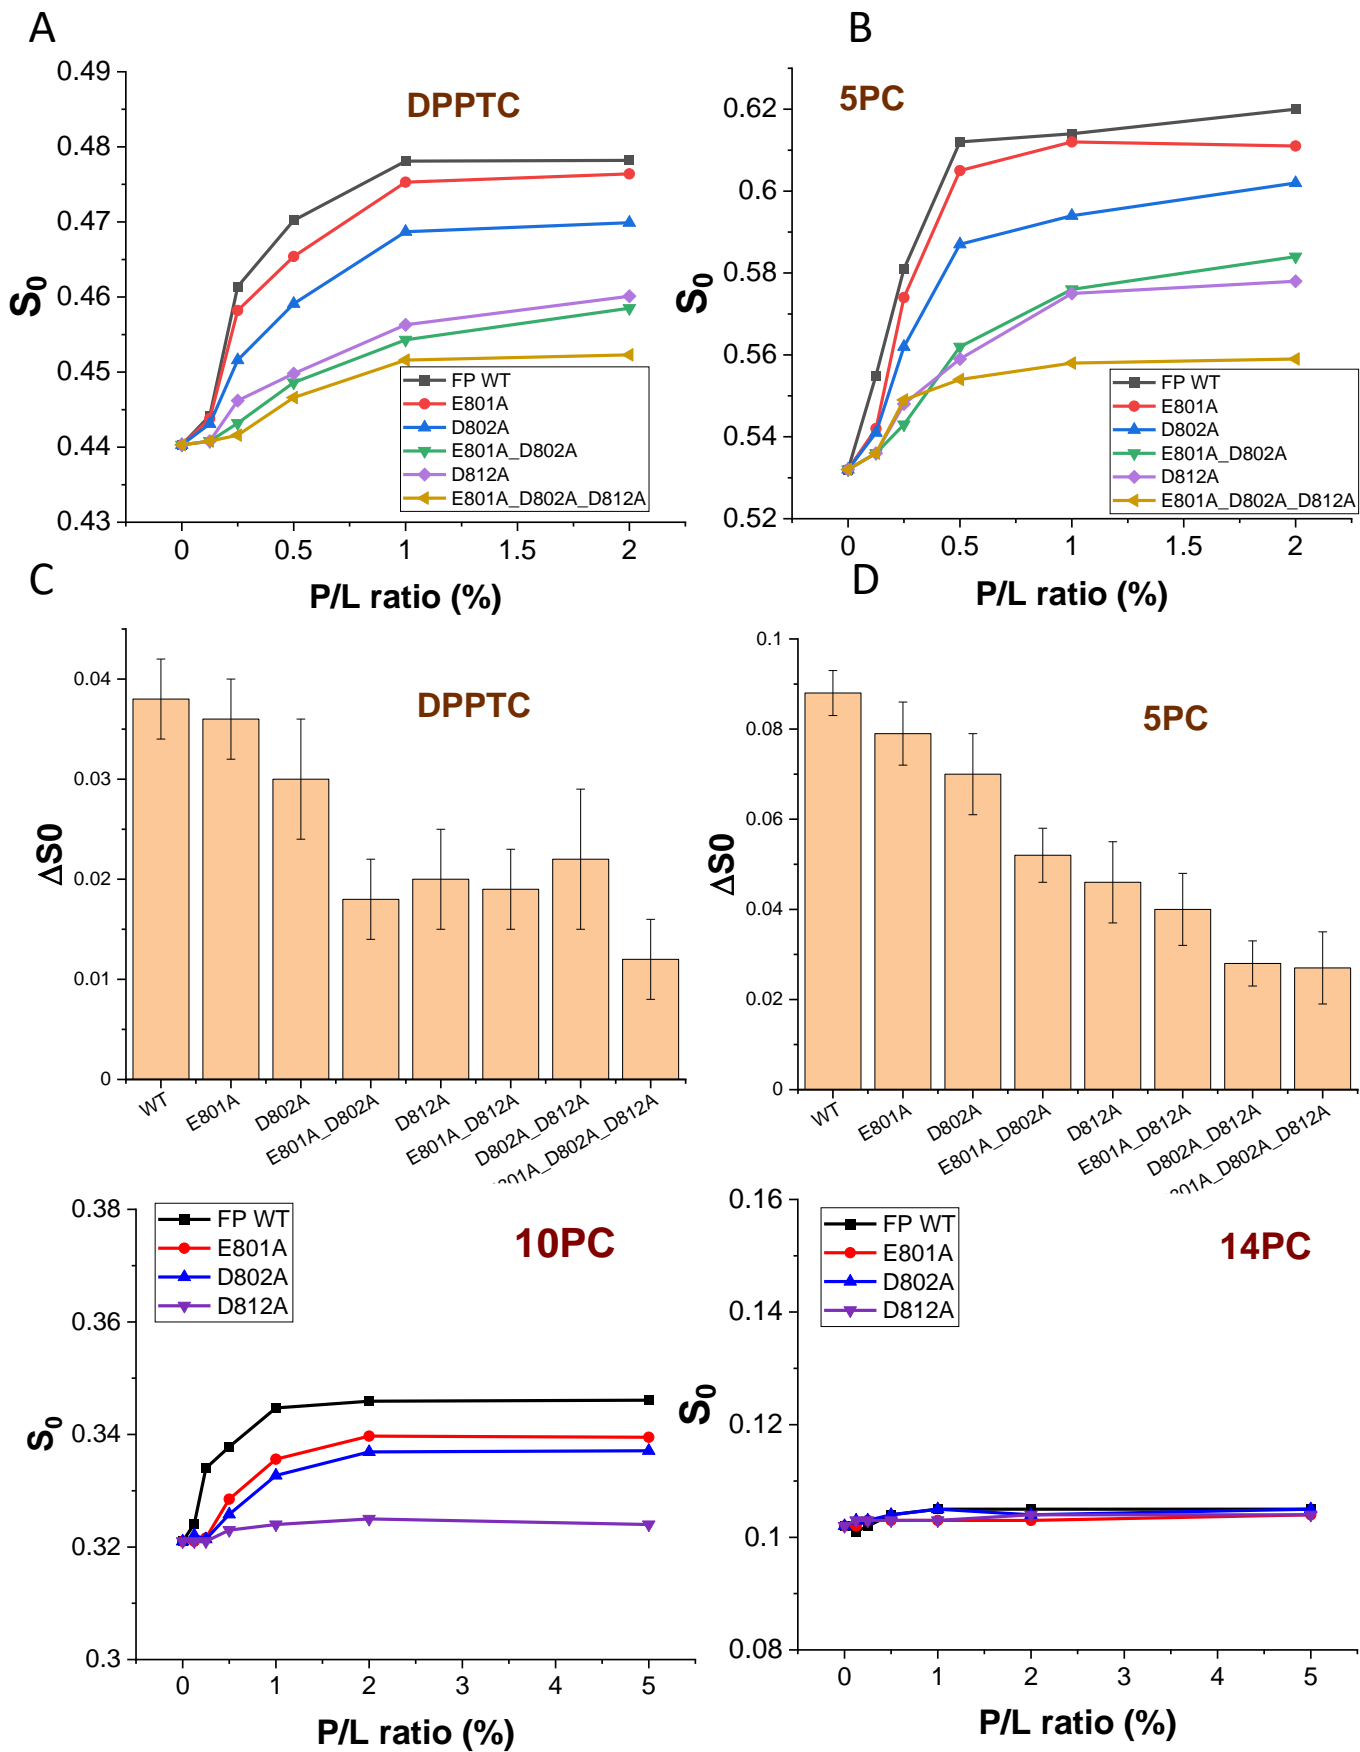 A
DPPTC
0.49
0.48
0.47
0.46
0.45
0.44
0.43
S0
FP WT
E801A
D802A
E801A_D802A
D812A
E801A_D802A_D812A
0
0.5
1
1.5
2
P/L ratio (%)
B
5PC
0.62
0.6
0.58
0.56
0.54
0.52
S0
FP WT
E801A
D802A
E801A_D802A
D812A
E801A_D802A_D812A
0
0.5
1
1.5
2
P/L ratio (%)
C
DPPTC
0.04
0.03
0.02
0.01
0
ΔS0
WT
E801A
D802A
E801A_D802A
D812A
E801A_D812A
D802A_D812A
801A_D802A_D812A
D
5PC
0.1
0.08
0.06
0.04
0.02
0
ΔS0
WT
E801A
D802A
E801A_D802A
D812A
E801A_D812A
D802A_D812A
801A_D802A_D812A
10PC
0.38
0.36
0.34
0.32
0.3
S0
FP WT
E801A
D802A
D812A
0
1
2
3
4
5
P/L ratio (%)
14PC
0.16
0.14
0.12
0.1
0.08
S0
FP WT
E801A
D802A
D812A
0
1
2
3
4
5
P/L ratio (%)